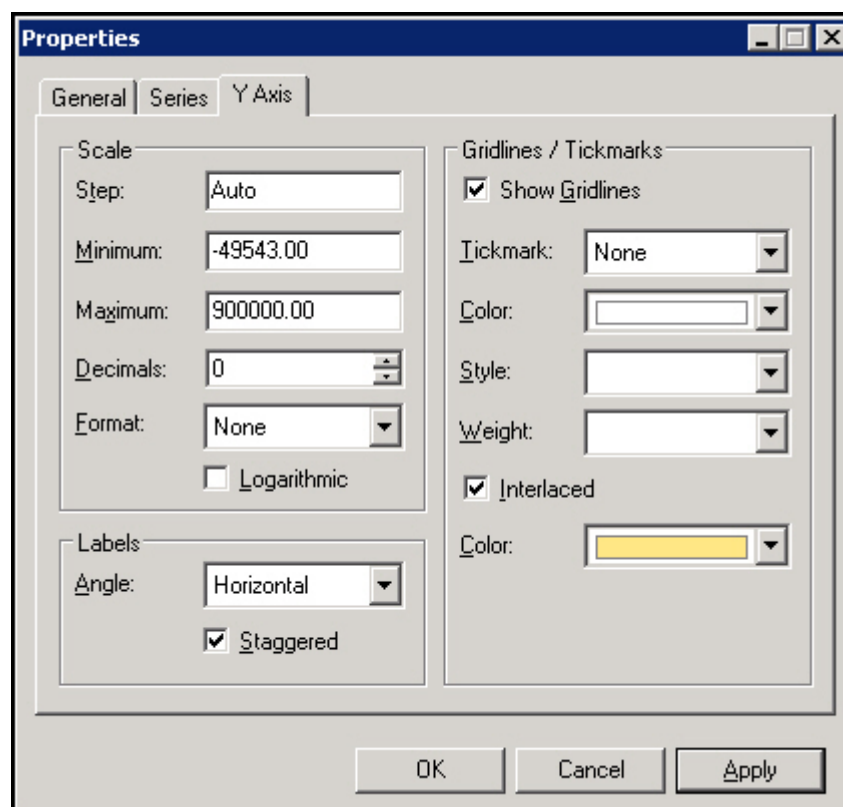 Properties
General Series Y Axis
Scale
Step: Auto
Minimum: -49543.00
Maximum: 900000.00
Decimals: 0
Format: None
Logarithmic
Labels
Angle: Horizontal
Staggered
Gridlines / Tickmarks
Show Gridlines
Tickmark: None
Color:
Style:
Weight:
Interlaced
Color:
OK Cancel Apply